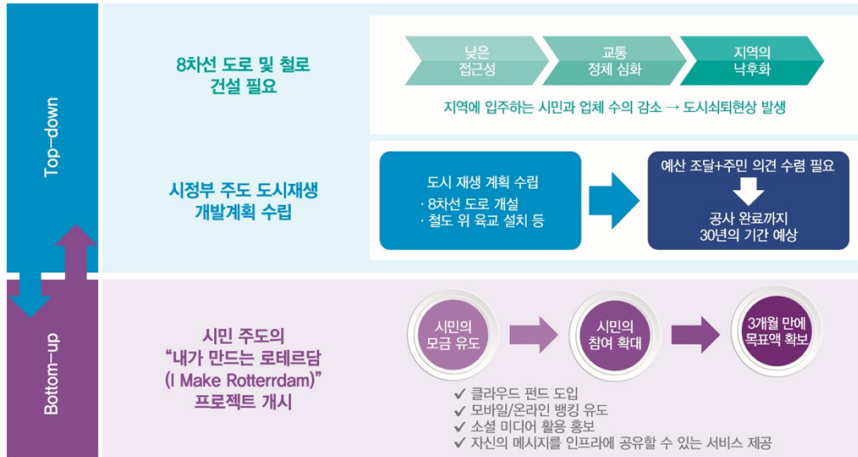 Top-down
8차선 도로 및 철로
건설 필요
낮은
접근성
교통
정체 심화
지역의
낙후화
지역에 입주하는 시민과 업체 수의 감소 → 도시쇠퇴현상 발생
시정부 주도 도시재생
개발계획 수립
도시 재생 계획 수립
· 8차선 도로 개설
· 철도 위 육교 설치 등
예산 조달+주민 의견 수렴 필요
공사 완료까지
30년의 기간 예상
Bottom-up
시민 주도의
“내가 만드는 로테르담
(I Make Rotterrdam)”
프로젝트 개시
시민의
모금 유도
시민의
참여 확대
3개월 만에
목표액 확보
✓ 클라우드 펀드 도입
✓ 모바일/온라인 뱅킹 유도
✓ 소셜 미디어 활용 홍보
✓ 자신의 메시지를 인프라에 공유할 수 있는 서비스 제공